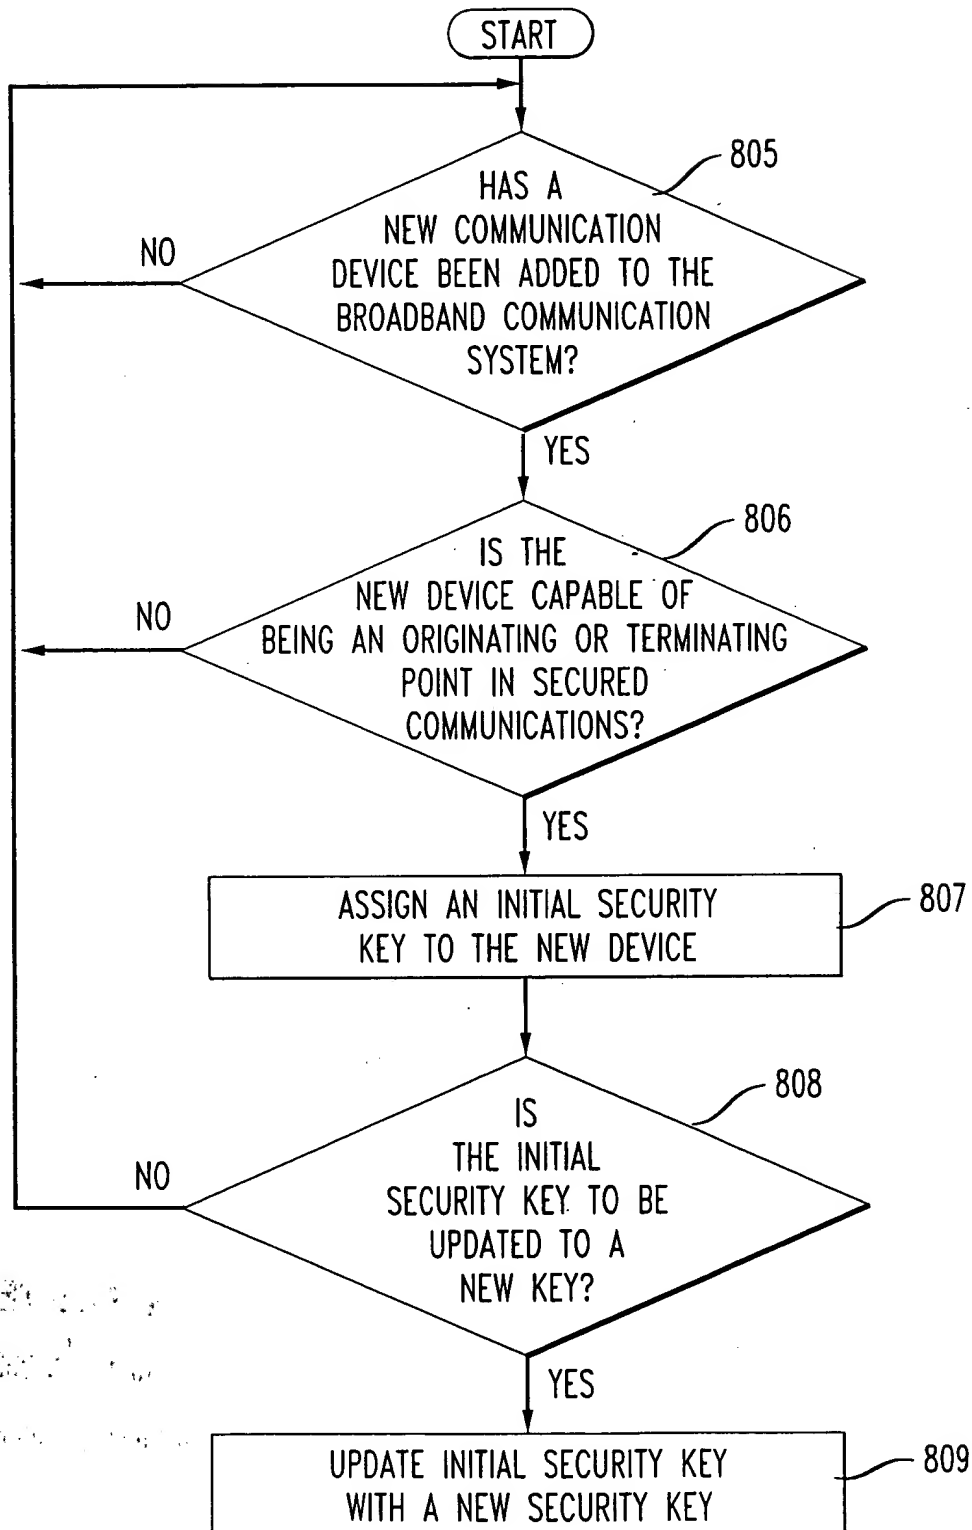 START
805
HAS A
NEW COMMUNICATION
DEVICE BEEN ADDED TO THE
BROADBAND COMMUNICATION
SYSTEM?
NO
YES
806
IS THE
NEW DEVICE CAPABLE OF
BEING AN ORIGINATING OR TERMINATING
POINT IN SECURED
COMMUNICATIONS?
NO
YES
807
ASSIGN AN INITIAL SECURITY
KEY TO THE NEW DEVICE
808
IS
THE INITIAL
SECURITY KEY TO BE
UPDATED TO A
NEW KEY?
NO
YES
809
UPDATE INITIAL SECURITY KEY
WITH A NEW SECURITY KEY